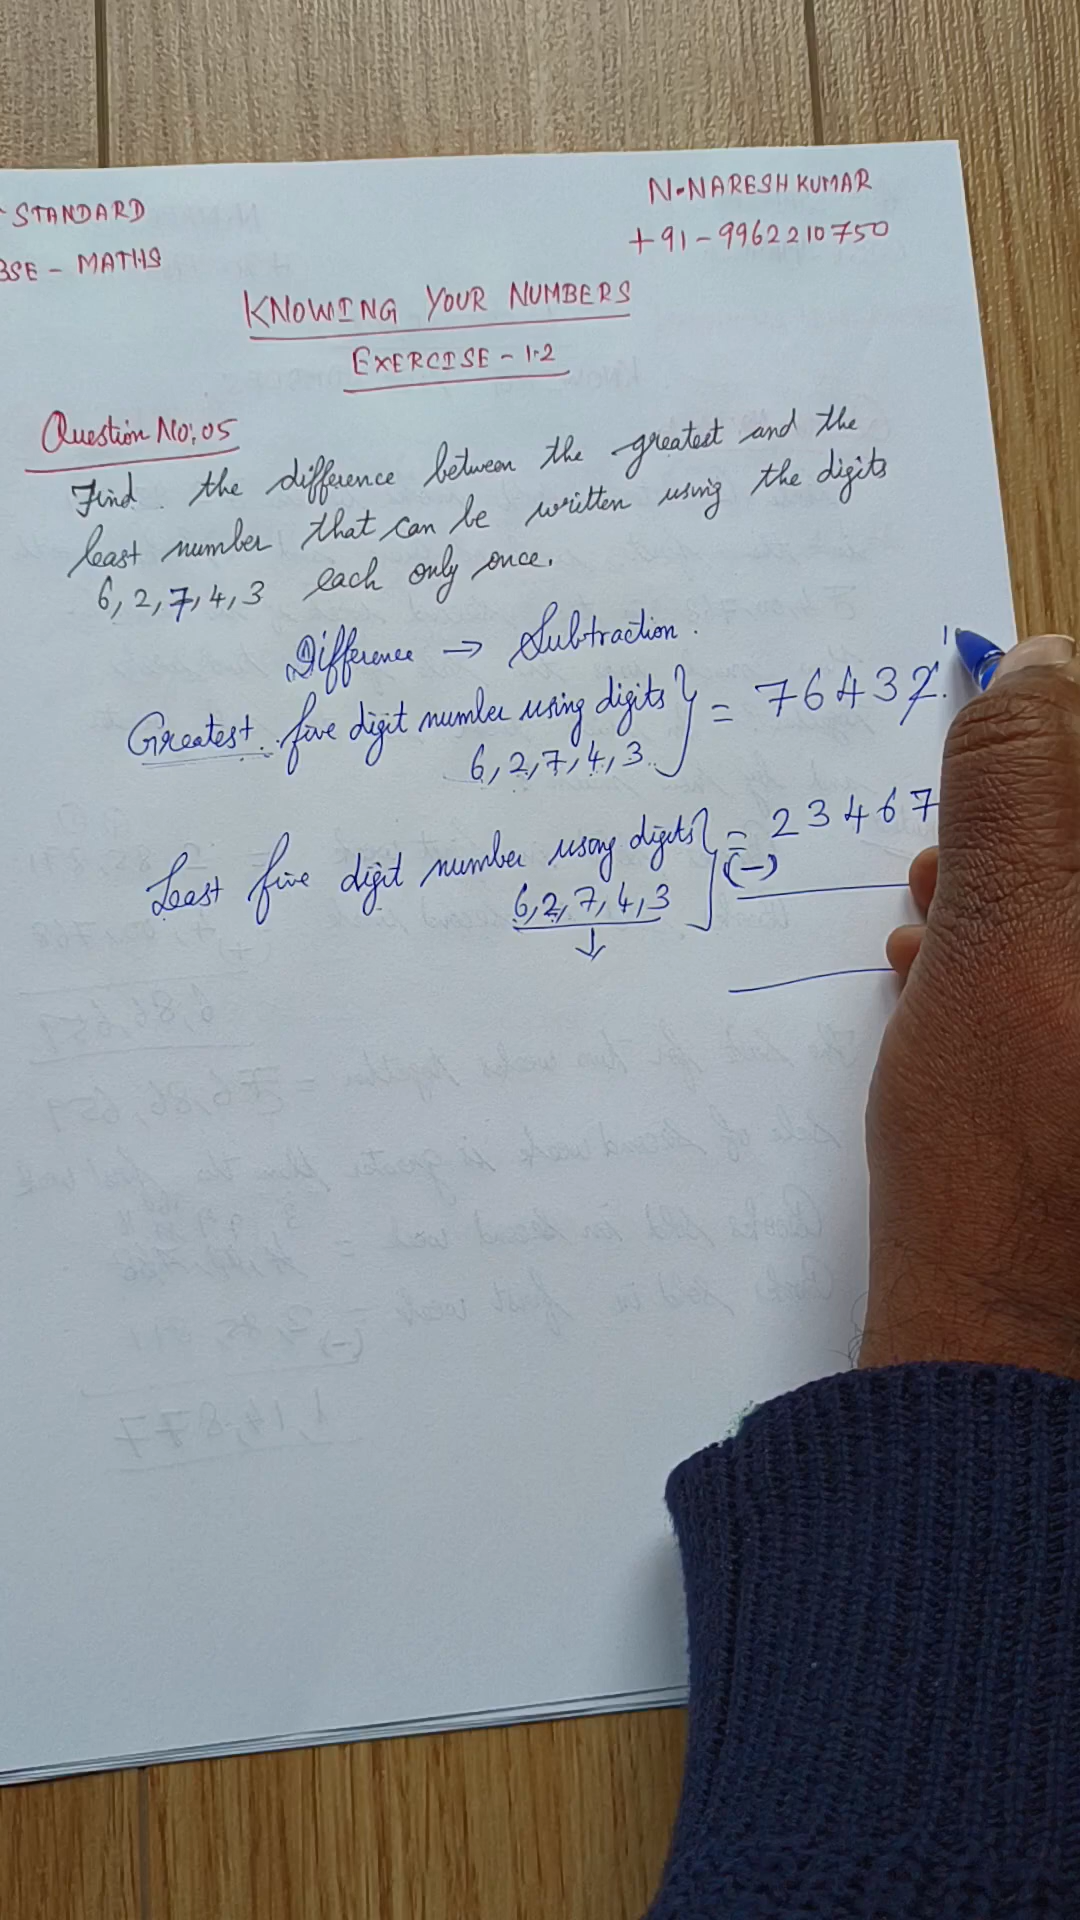 STANDARD
BSE - MATHS
N. NARESH KUMAR
+91-9962210750
KNOWING YOUR NUMBERS
EXERCISE - 1.2
Question No: 05
Find the difference between the greatest and the
least number that can be written using the digits
6, 2, 7, 4, 3 each only once.
Difference → Subtraction.
Greatest five digit number using digits } = 76432
6, 2, 7, 4, 3
Least five digit number using digits } = 23467
6, 2, 7, 4, 3 (-)
↓